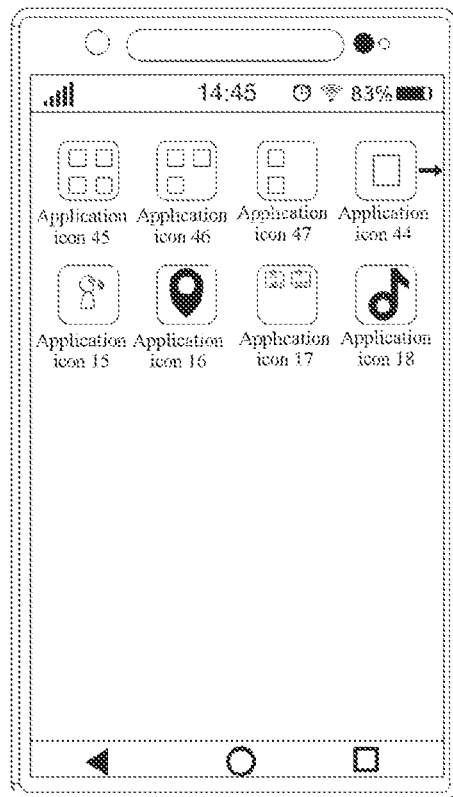 14:45 83%
Application Application Application Application
icon 45 icon 46 icon 47 icon 44
Application Application Application Application
icon 15 icon 16 icon 17 icon 18